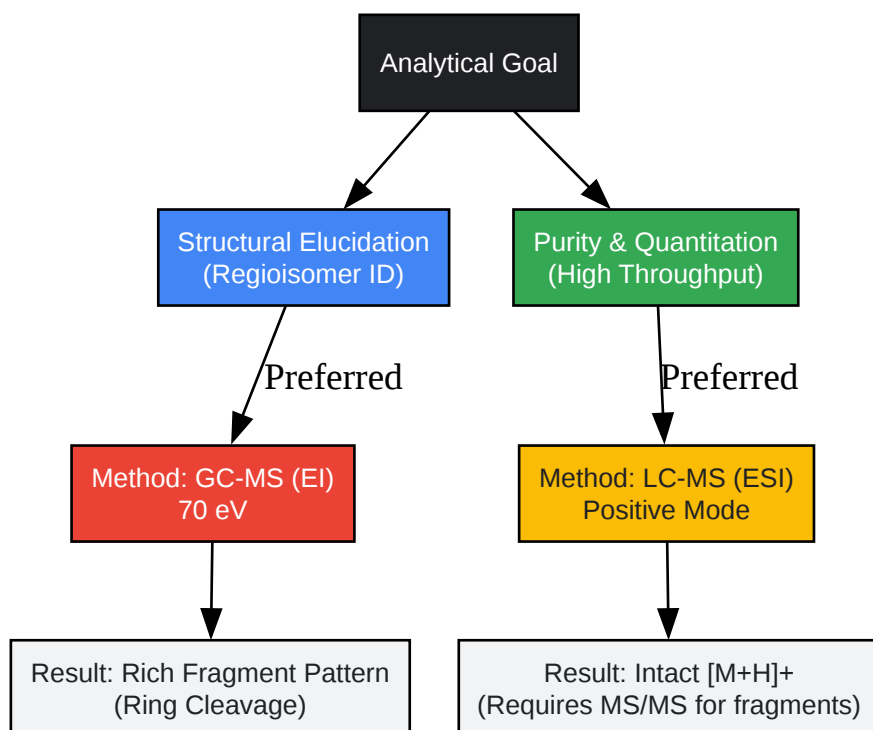 Analytical Goal
Structural Elucidation
(Regioisomer ID)
Purity & Quantitation
(High Throughput)
Preferred
Preferred
Method: GC-MS (EI)
70 eV
Method: LC-MS (ESI)
Positive Mode
Result: Rich Fragment Pattern
(Ring Cleavage)
Result: Intact [M+H]+
(Requires MS/MS for fragments)